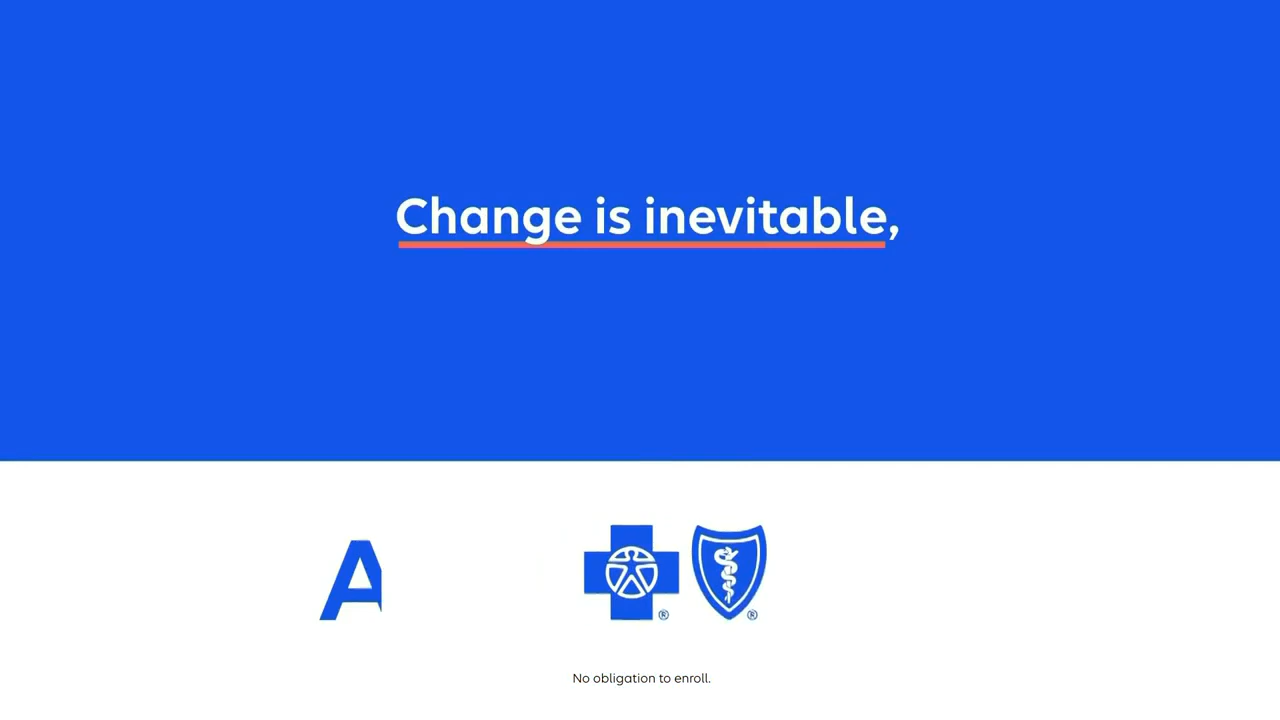 Change is inevitable,
A
No obligation to enroll.